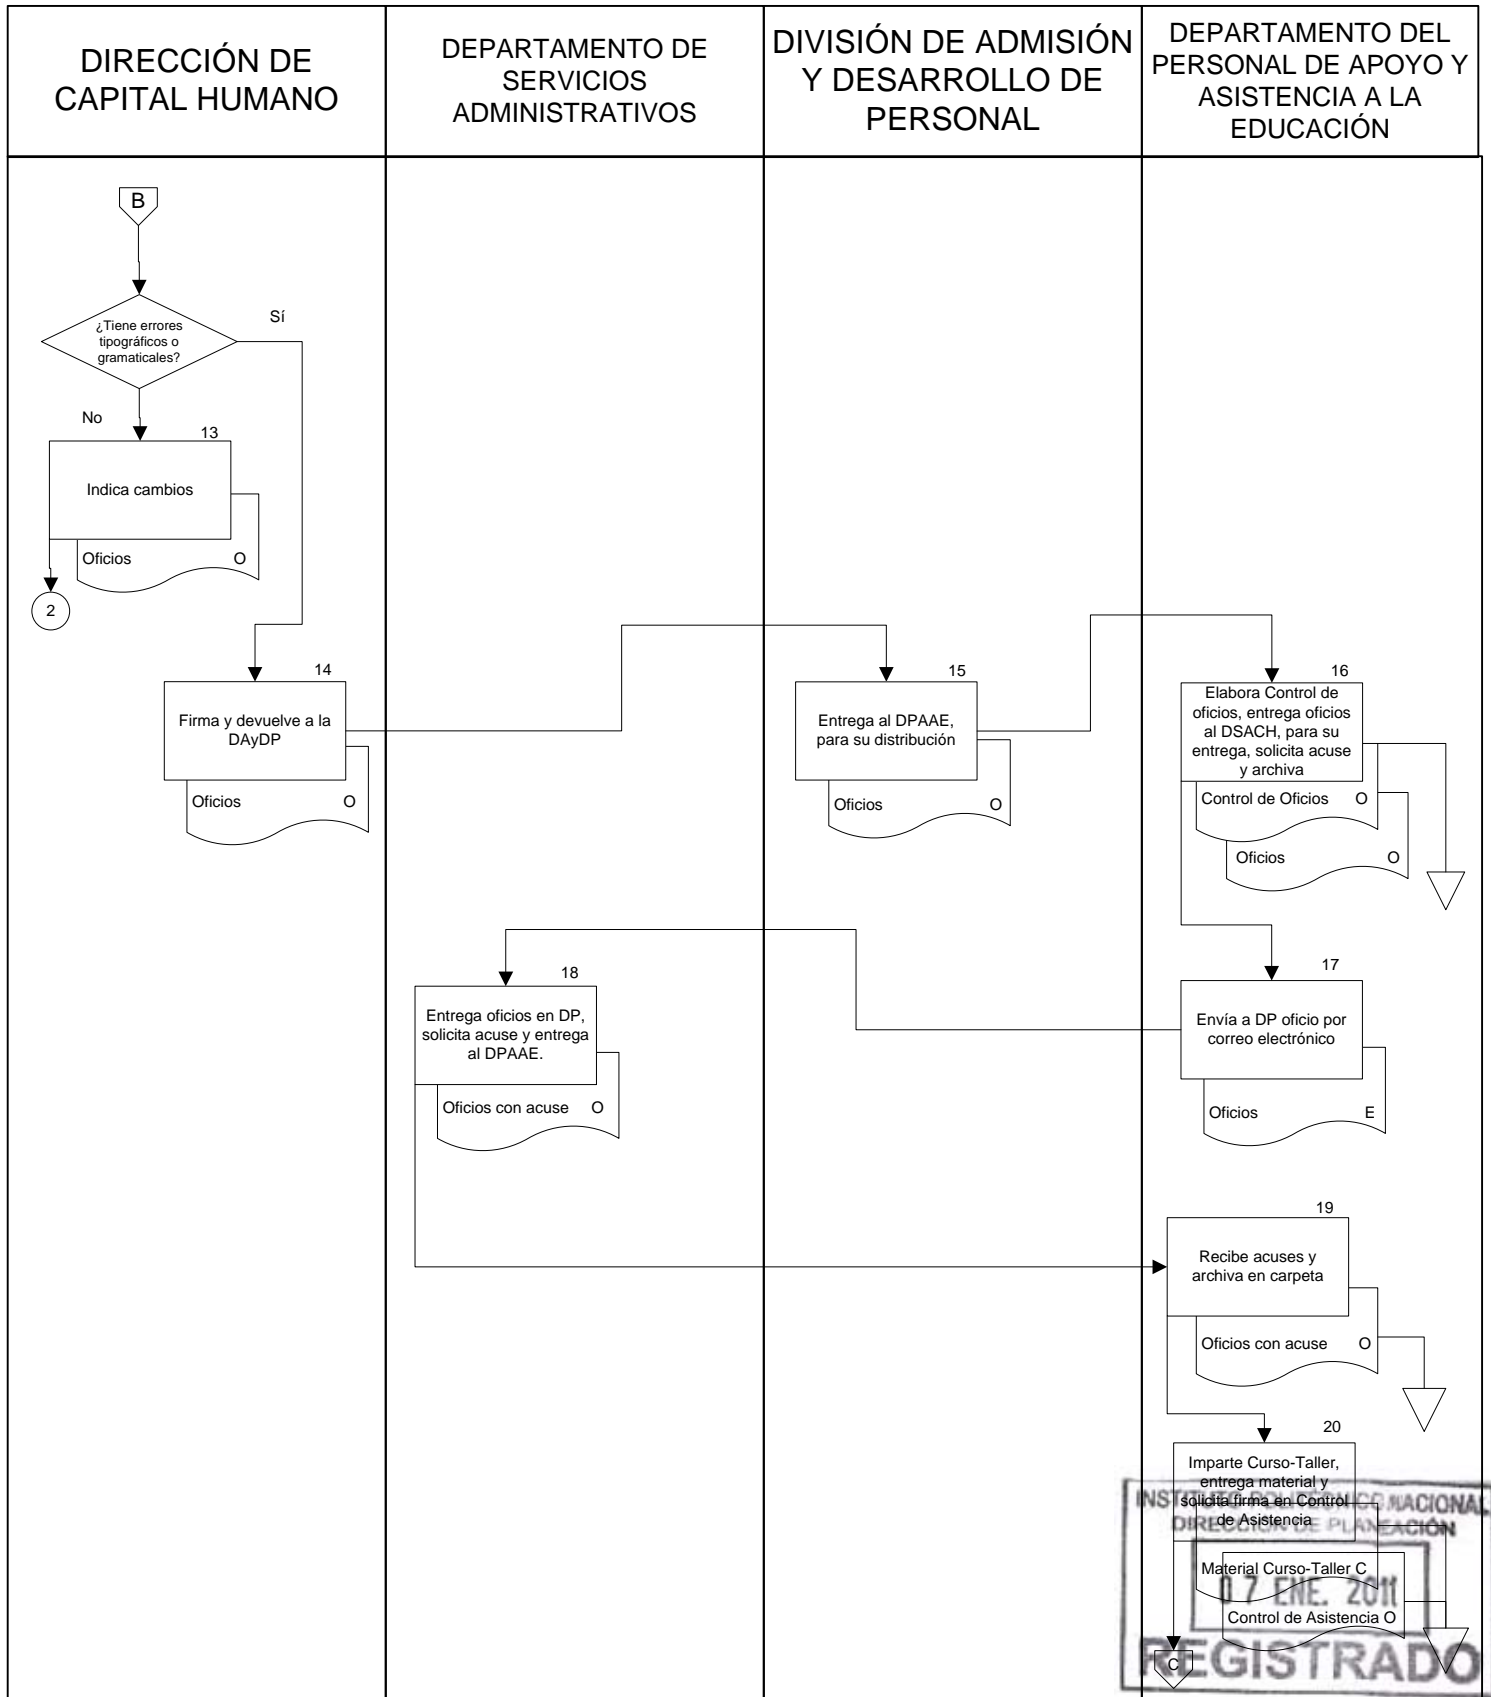 DIRECCIÓN DE
CAPITAL HUMANO
DEPARTAMENTO DE
SERVICIOS
ADMINISTRATIVOS
DIVISIÓN DE ADMISIÓN
Y DESARROLLO DE
PERSONAL
DEPARTAMENTO DEL
PERSONAL DE APOYO Y
ASISTENCIA A LA
EDUCACIÓN
B
¿Tiene errores
tipográficos o
gramaticales?
Sí
No
13
Indica cambios
Oficios O
2
14
Firma y devuelve a la
DAyDP
Oficios O
15
Entrega al DPAAE,
para su distribución
Oficios O
16
Elabora Control de
oficios, entrega oficios
al DSACH, para su
entrega, solicita acuse
y archiva
Control de Oficios O
Oficios O
17
Envía a DP oficio por
correo electrónico
Oficios E
18
Entrega oficios en DP,
solicita acuse y entrega
al DPAAE.
Oficios con acuse O
19
Recibe acuses y
archiva en carpeta
Oficios con acuse O
20
Imparte Curso-Taller,
entrega material y
solicita firma en Control
de Asistencia
Material Curso-Taller C
Control de Asistencia O
C
INSTITUTO POLITÉCNICO NACIONAL
DIRECCIÓN DE PLANEACIÓN
07 ENE. 2011
REGISTRADO